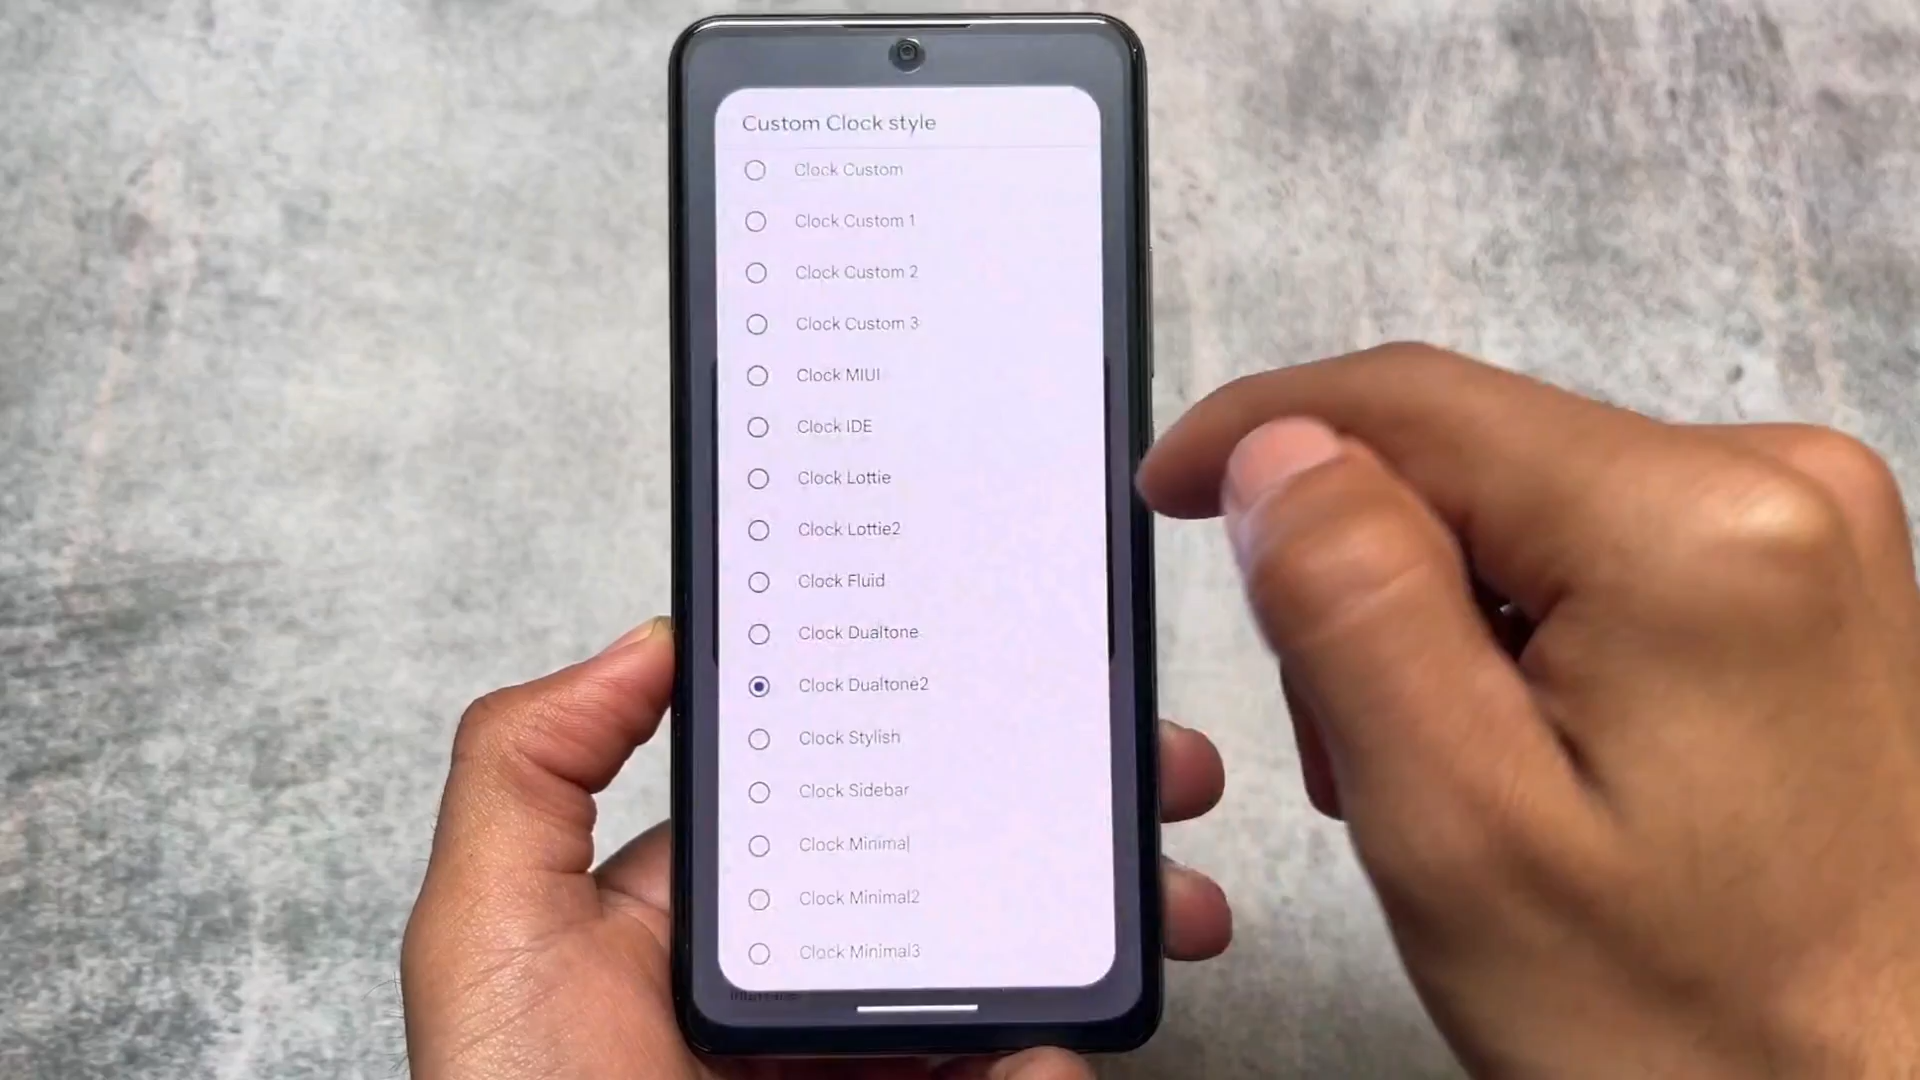 Custom Clock style
Clock Custom
Clock Custom 1
Clock Custom 2
Clock Custom 3
Clock MIUI
Clock IDE
Clock Lottie
Clock Lottie2
Clock Fluid
Clock Dualtone
Clock Dualtone2
Clock Stylish
Clock Sidebar
Clock Minimal
Clock Minimal2
Clock Minimal3